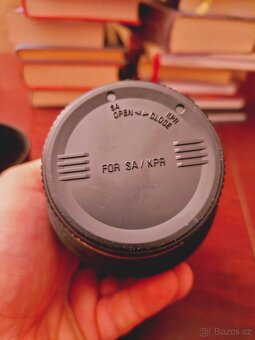 SA KPR
OPEN CLOSE
FOR SA / KPR
© Bazos.cz